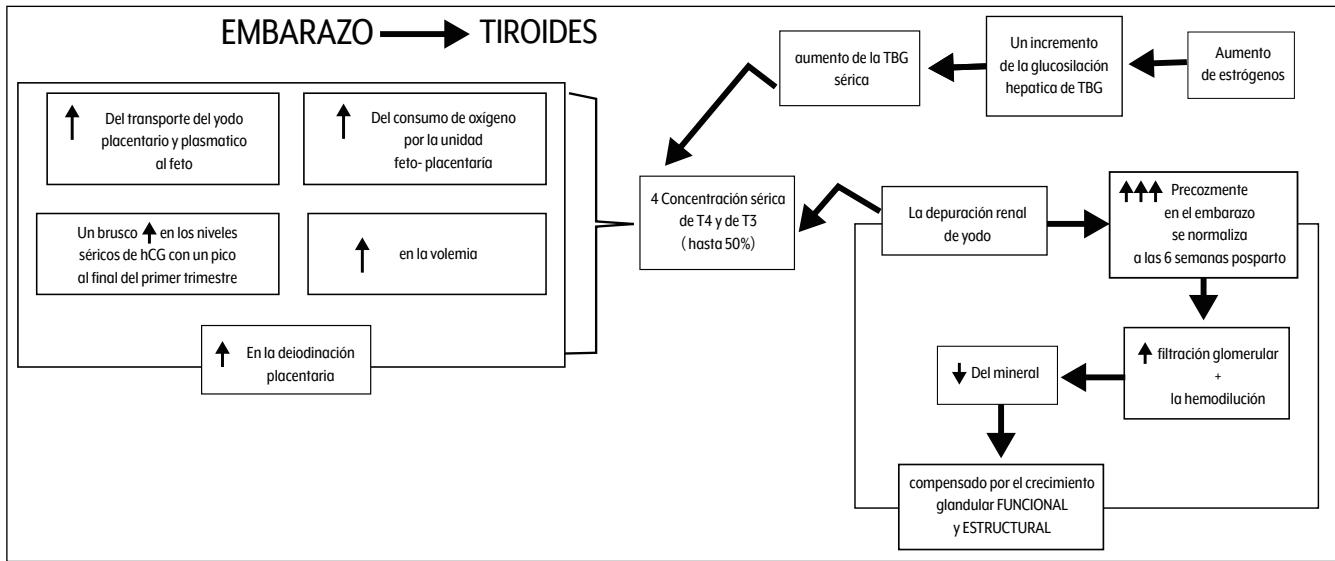 EMBARAZO TIROIDES
Del transporte del yodo
placentario y plasmatico
al feto
Del consumo de oxígeno
por la unidad
feto- placentaría
Un brusco en los niveles
séricos de hCG con un pico
al final del primer trimestre
en la volemia
En la deiodinación
placentaria
4 Concentración sérica
de T4 y de T3
( hasta 50%)
aumento de la TBG
sérica
Un incremento
de la glucosilación
hepatica de TBG
Aumento
de estrógenos
La depuración renal
de yodo
Precozmente
en el embarazo
se normaliza
a las 6 semanas posparto
filtración glomerular
+
la hemodilución
Del mineral
compensado por el crecimiento
glandular FUNCIONAL
y ESTRUCTURAL